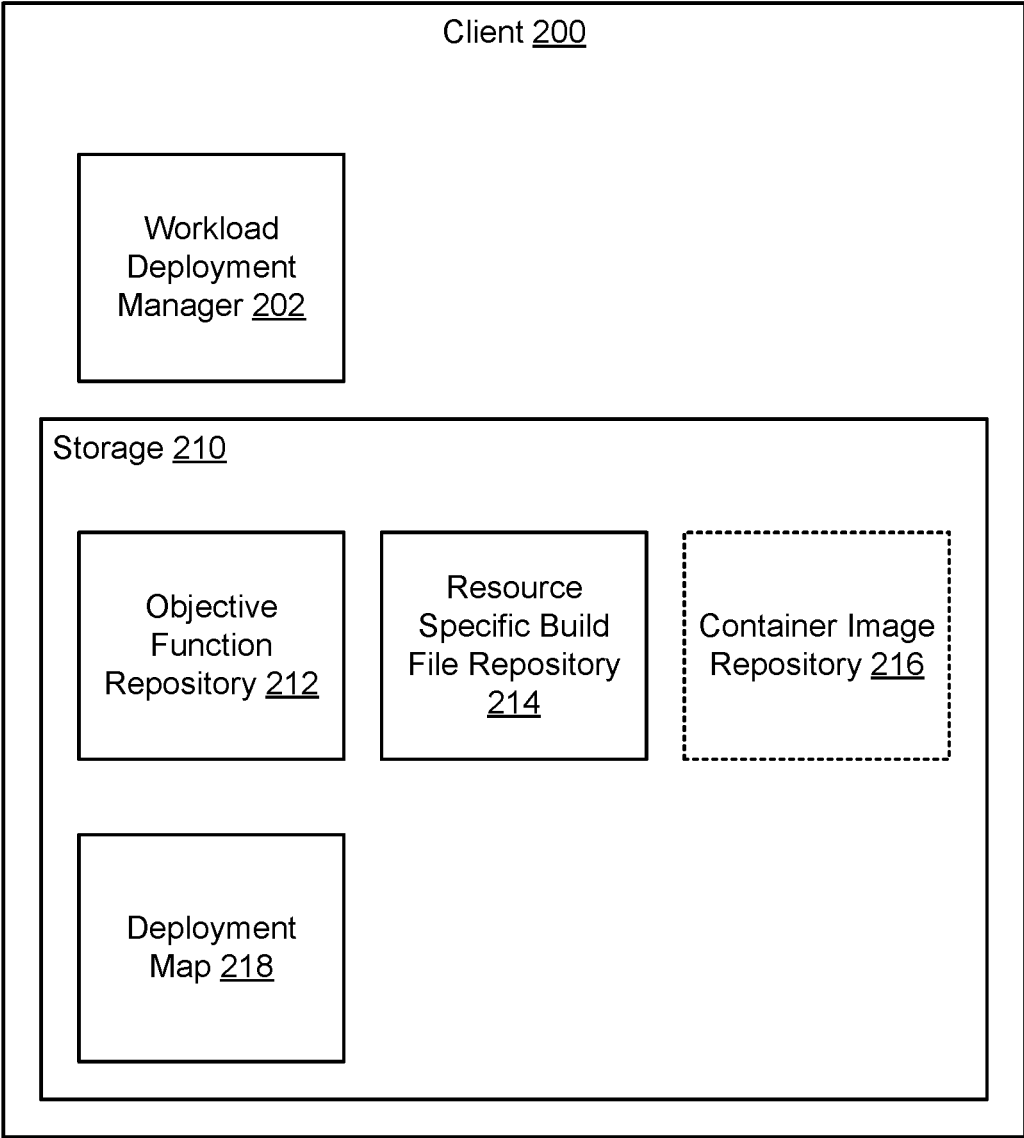 Client 200
Workload
Deployment
Manager 202
Storage 210
Objective
Function
Repository 212
Resource
Specific Build
File Repository
214
Container Image
Repository 216
Deployment
Map 218